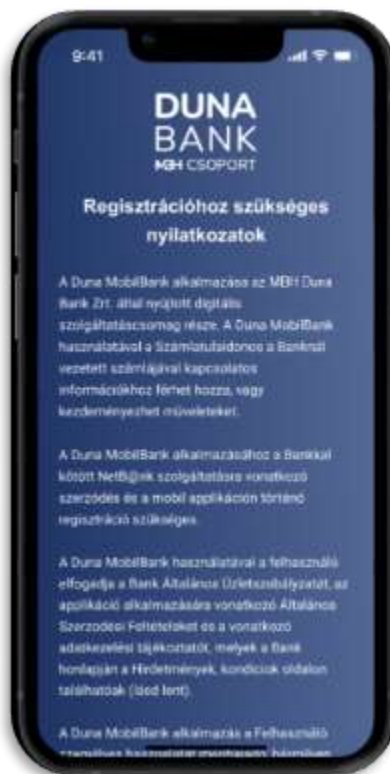 9:41
DUNA
BANK
MBH CSOPORT
Regisztrációhoz szükséges
nyilatkozatok
A Duna MobilBank alkalmazása az MBH Duna
Bank Zrt. által nyújtott digitális
szolgáltatáscsomag része. A Duna MobilBank
használatával a Számlatulajdonos a Banknál
vezetett számlájával kapcsolatos
információkhoz férhet hozzá, vagy
kezdeményezhet műveleteket.
A Duna MobilBank alkalmazásához a Bankkal
kötött NetB@nk szolgáltatásra vonatkozó
szerződés és a mobil applikáción történő
regisztráció szükséges.
A Duna MobilBank használatával a felhasználó
elfogadja a Bank Általános Üzletszabályzatát, az
applikáció alkalmazására vonatkozó Általános
Szerződési Feltételeket és a vonatkozó
adatkezelési tájékoztatót, melyek a Bank
honlapján a Hirdetmények, kondíciók oldalon
találhatóak (lásd lent).
A Duna MobilBank alkalmazás a Felhasználó